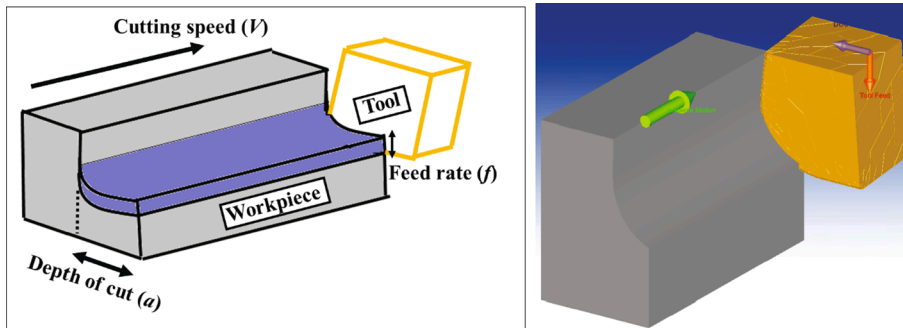 Cutting speed (V)
Tool
Feed rate (f)
Workpiece
Depth of
cut (a)
Tool Feed